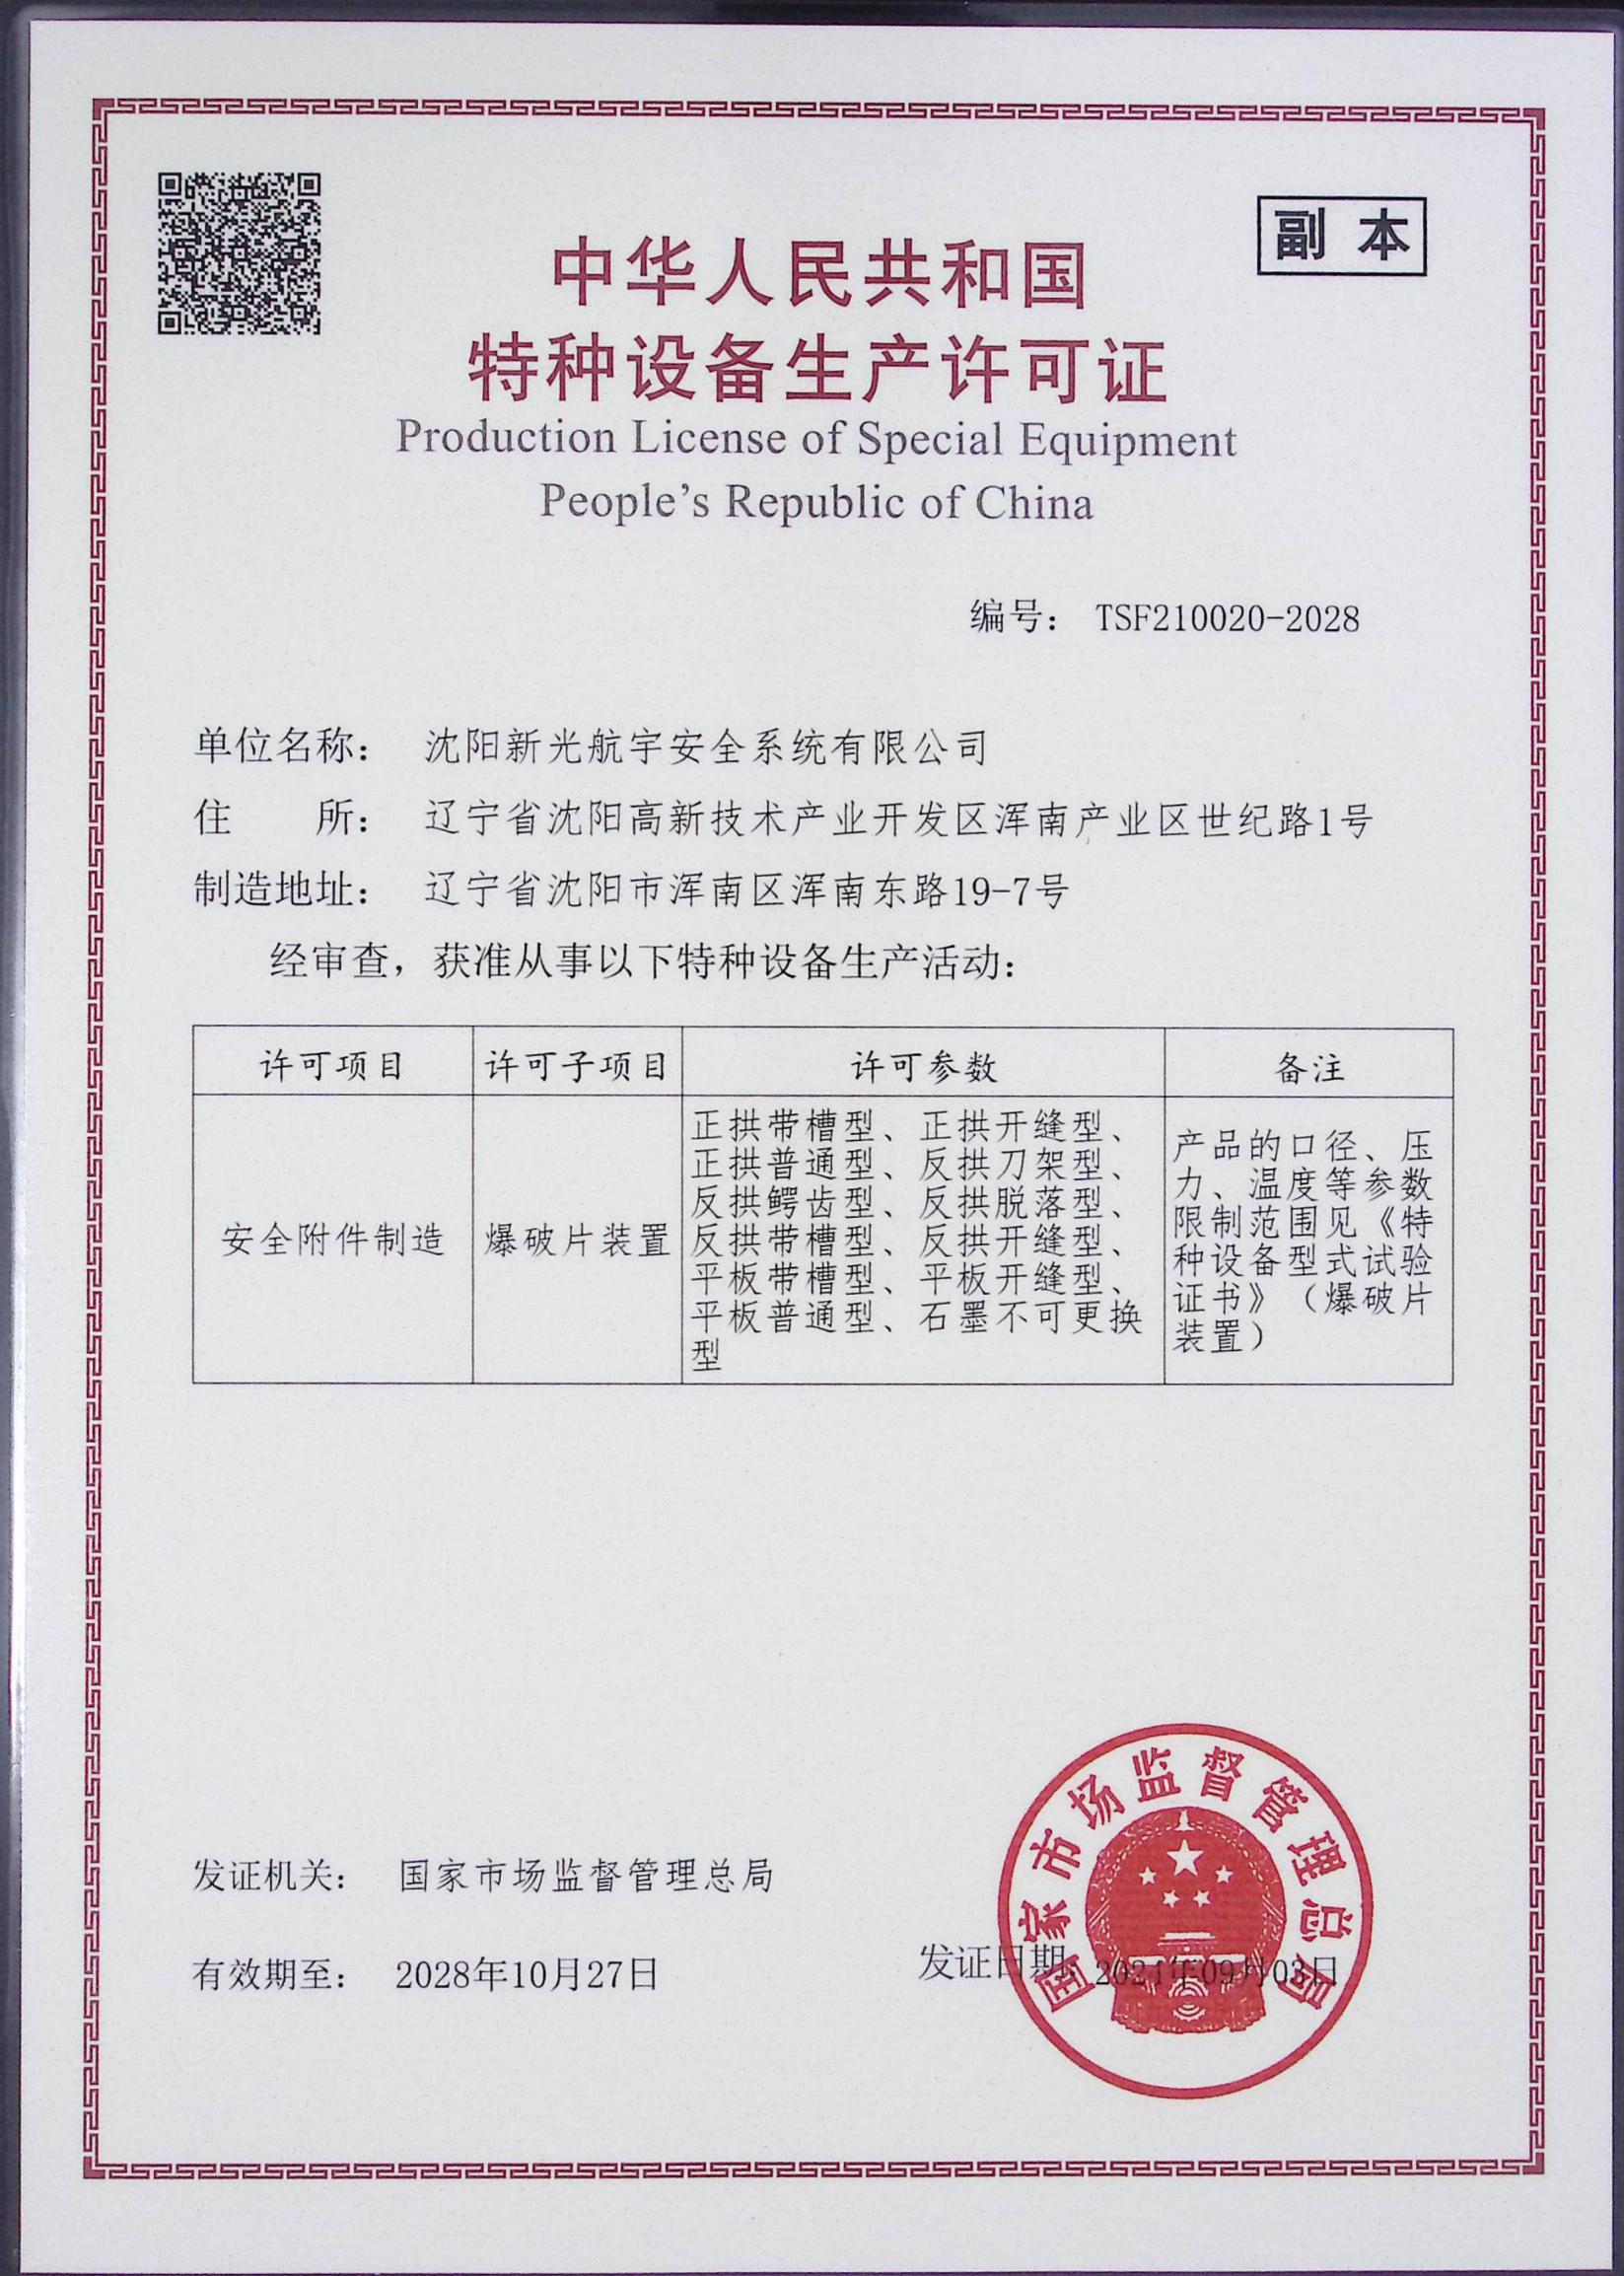 副 本
中华人民共和国
特种设备生产许可证
Production License of Special Equipment
People’s Republic of China
编号： TSF210020-2028
单位名称： 沈阳新光航宇安全系统有限公司
住 所： 辽宁省沈阳高新技术产业开发区浑南产业区世纪路1号
制造地址： 辽宁省沈阳市浑南区浑南东路19-7号
经审查，获准从事以下特种设备生产活动：
许可项目 许可子项目 许可参数 备注
安全附件制造
爆破片装置
正拱带槽型、正拱开缝型、
正拱普通型、反拱刀架型、
反拱鳄齿型、反拱脱落型、
反拱带槽型、反拱开缝型、
平板带槽型、平板开缝型、
平板普通型、石墨不可更换
型
产品的口径、压
力、温度等参数
限制范围见《特
种设备型式试验
证书》（爆破片
装置）
发证机关： 国家市场监督管理总局
有效期至： 2028年10月27日
发证日期： 年09月03日
国家市场监督管理总局